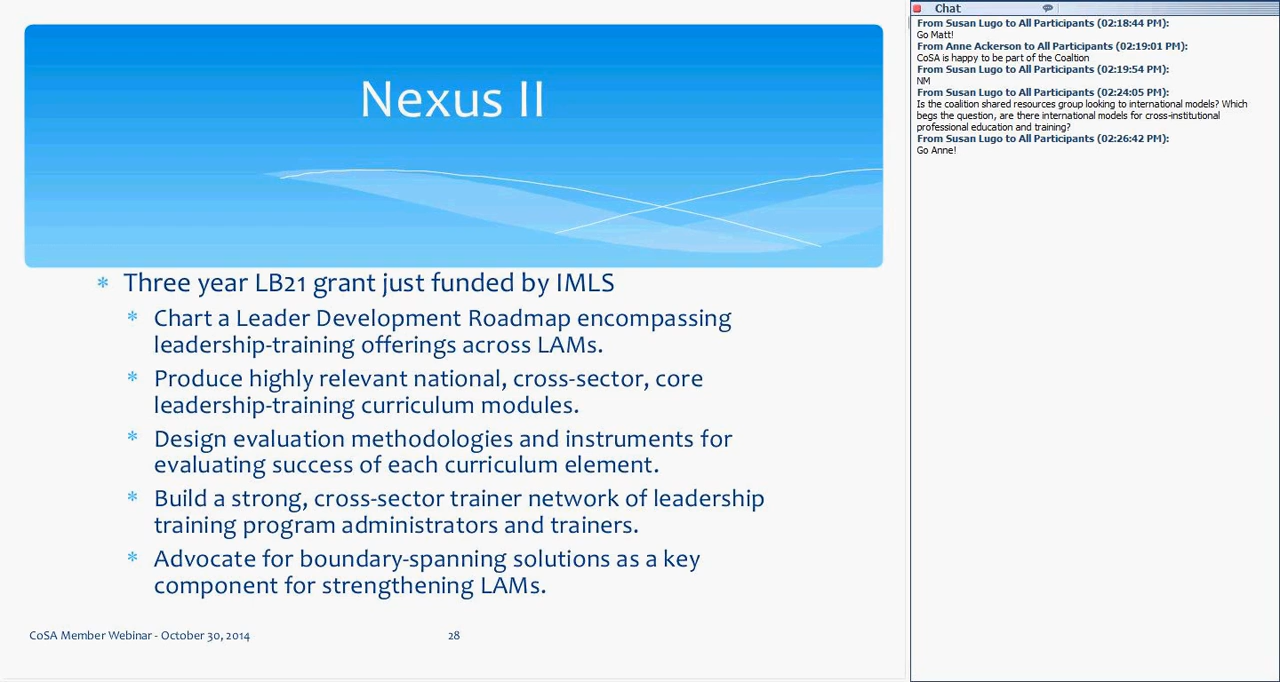 Nexus II
* Three year LB21 grant just funded by IMLS
* Chart a Leader Development Roadmap encompassing
leadership-training offerings across LAMs.
* Produce highly relevant national, cross-sector, core
leadership-training curriculum modules.
* Design evaluation methodologies and instruments for
evaluating success of each curriculum element.
* Build a strong, cross-sector trainer network of leadership
training program administrators and trainers.
* Advocate for boundary-spanning solutions as a key
component for strengthening LAMs.
CoSA Member Webinar - October 30, 2014
28
Chat
From Susan Lugo to All Participants (02:18:44 PM):
Go Matt!
From Anne Ackerson to All Participants (02:19:01 PM):
CoSA is happy to be part of the Coaltion
From Susan Lugo to All Participants (02:19:54 PM):
NM
From Susan Lugo to All Participants (02:24:05 PM):
Is the coalition shared resources group looking to international models? Which
begs the question, are there international models for cross-institutional
professional education and training?
From Susan Lugo to All Participants (02:26:42 PM):
Go Anne!